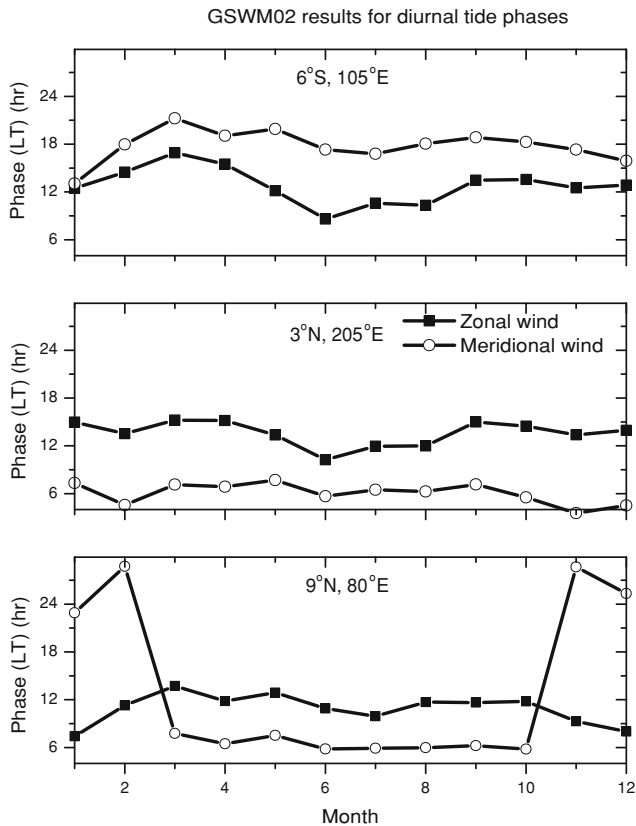 GSWM02 results for diurnal tide phases
6°S, 105°E
Phase (LT) (hr)
24
18
12
6
3°N, 205°E
Zonal wind
Meridional wind
Phase (LT) (hr)
24
18
12
6
9°N, 80°E
Phase (LT) (hr)
24
18
12
6
2 4 6 8 10 12
Month